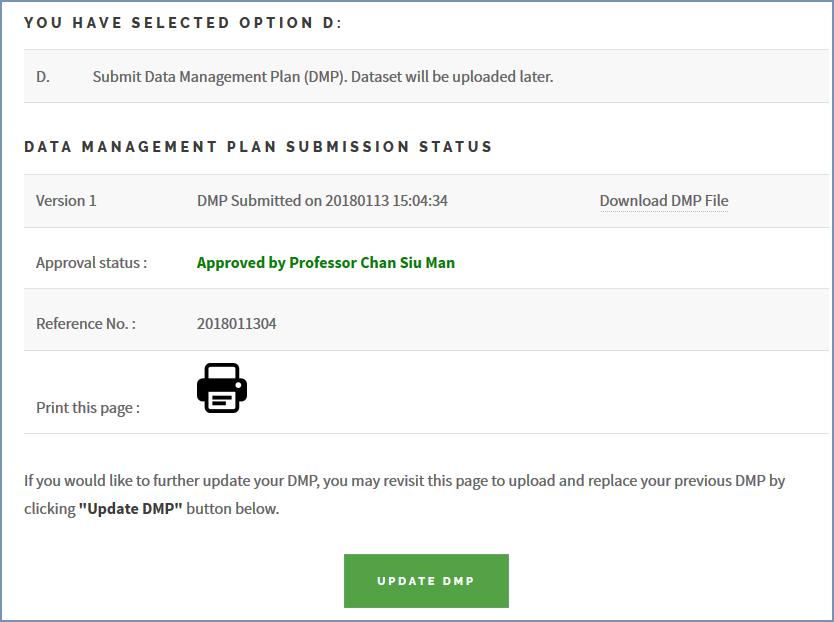 YOU HAVE SELECTED OPTION D:
D. Submit Data Management Plan (DMP). Dataset will be uploaded later.
DATA MANAGEMENT PLAN SUBMISSION STATUS
Version 1 DMP Submitted on 20180113 15:04:34 Download DMP File
Approval status : Approved by Professor Chan Siu Man
Reference No. : 2018011304
Print this page :
If you would like to further update your DMP, you may revisit this page to upload and replace your previous DMP by
clicking "Update DMP" button below.
UPDATE DMP